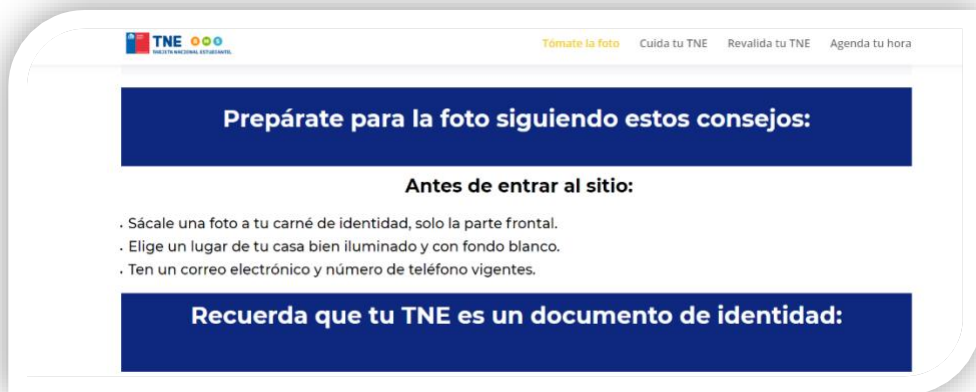 TNE BMS
TARJETA NACIONAL ESTUDIANTIL
Tómate la foto Cuida tu TNE Revalida tu TNE Agenda tu hora
Prepárate para la foto siguiendo estos consejos:
Antes de entrar al sitio:
. Sácale una foto a tu carné de identidad, solo la parte frontal.
. Elige un lugar de tu casa bien iluminado y con fondo blanco.
. Ten un correo electrónico y número de teléfono vigentes.
Recuerda que tu TNE es un documento de identidad: